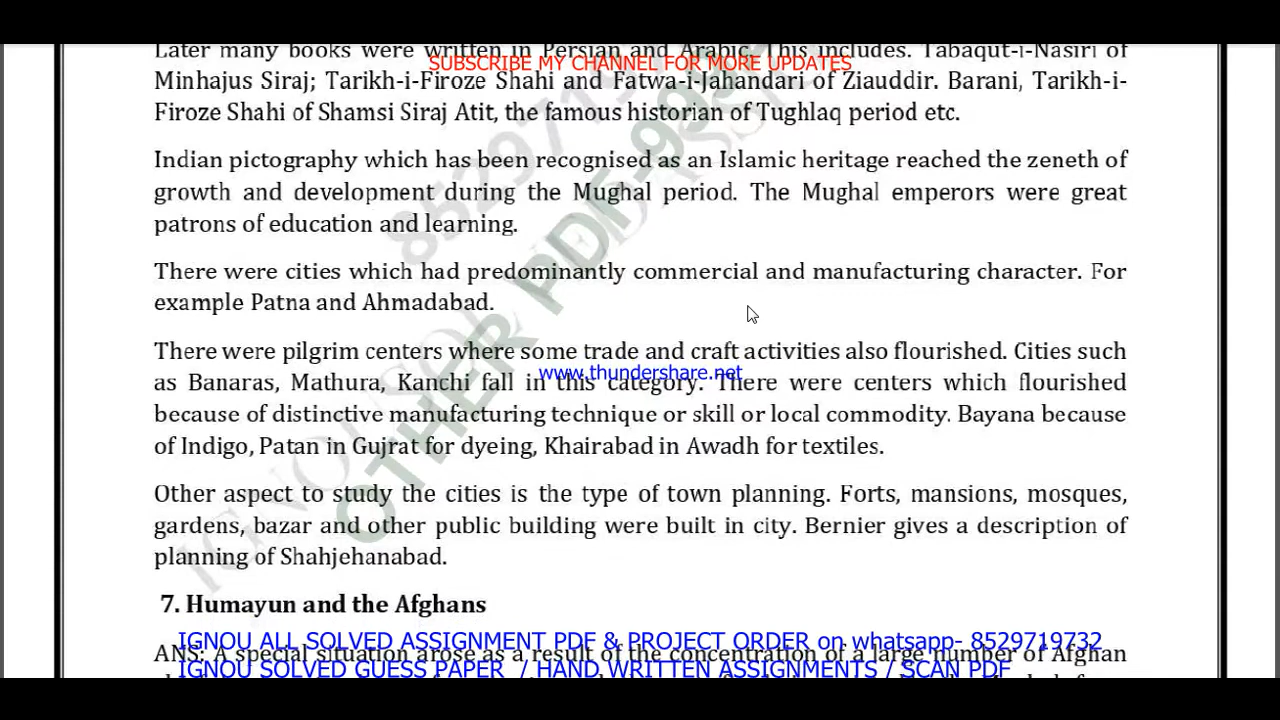 Later many books were written in Persian and Arabic. This includes. Tabaqut-i-Nasiri of
SUBSCRIBE MY CHANNEL FOR MORE UPDATES
Minhajus Siraj; Tarikh-i-Firoze Shahi and Fatwa-i-Jahandari of Ziauddir. Barani, Tarikh-i-
Firoze Shahi of Shamsi Siraj Atit, the famous historian of Tughlaq period etc.
Indian pictography which has been recognised as an Islamic heritage reached the zeneth of
growth and development during the Mughal period. The Mughal emperors were great
patrons of education and learning.
There were cities which had predominantly commercial and manufacturing character. For
example Patna and Ahmadabad.
There were pilgrim centers where some trade and craft activities also flourished. Cities such
www.thundershare.net
as Banaras, Mathura, Kanchi fall in this category. There were centers which flourished
because of distinctive manufacturing technique or skill or local commodity. Bayana because
of Indigo, Patan in Gujrat for dyeing, Khairabad in Awadh for textiles.
Other aspect to study the cities is the type of town planning. Forts, mansions, mosques,
gardens, bazar and other public building were built in city. Bernier gives a description of
planning of Shahjehanabad.
7. Humayun and the Afghans
IGNOU ALL SOLVED ASSIGNMENT PDF & PROJECT ORDER on whatsapp- 8529719732
ANS: A special situation arose as a result of the concentration of a large number of Afghan
IGNOU SOLVED GUESS PAPER / HAND WRITTEN ASSIGNMENTS / SCAN PDF